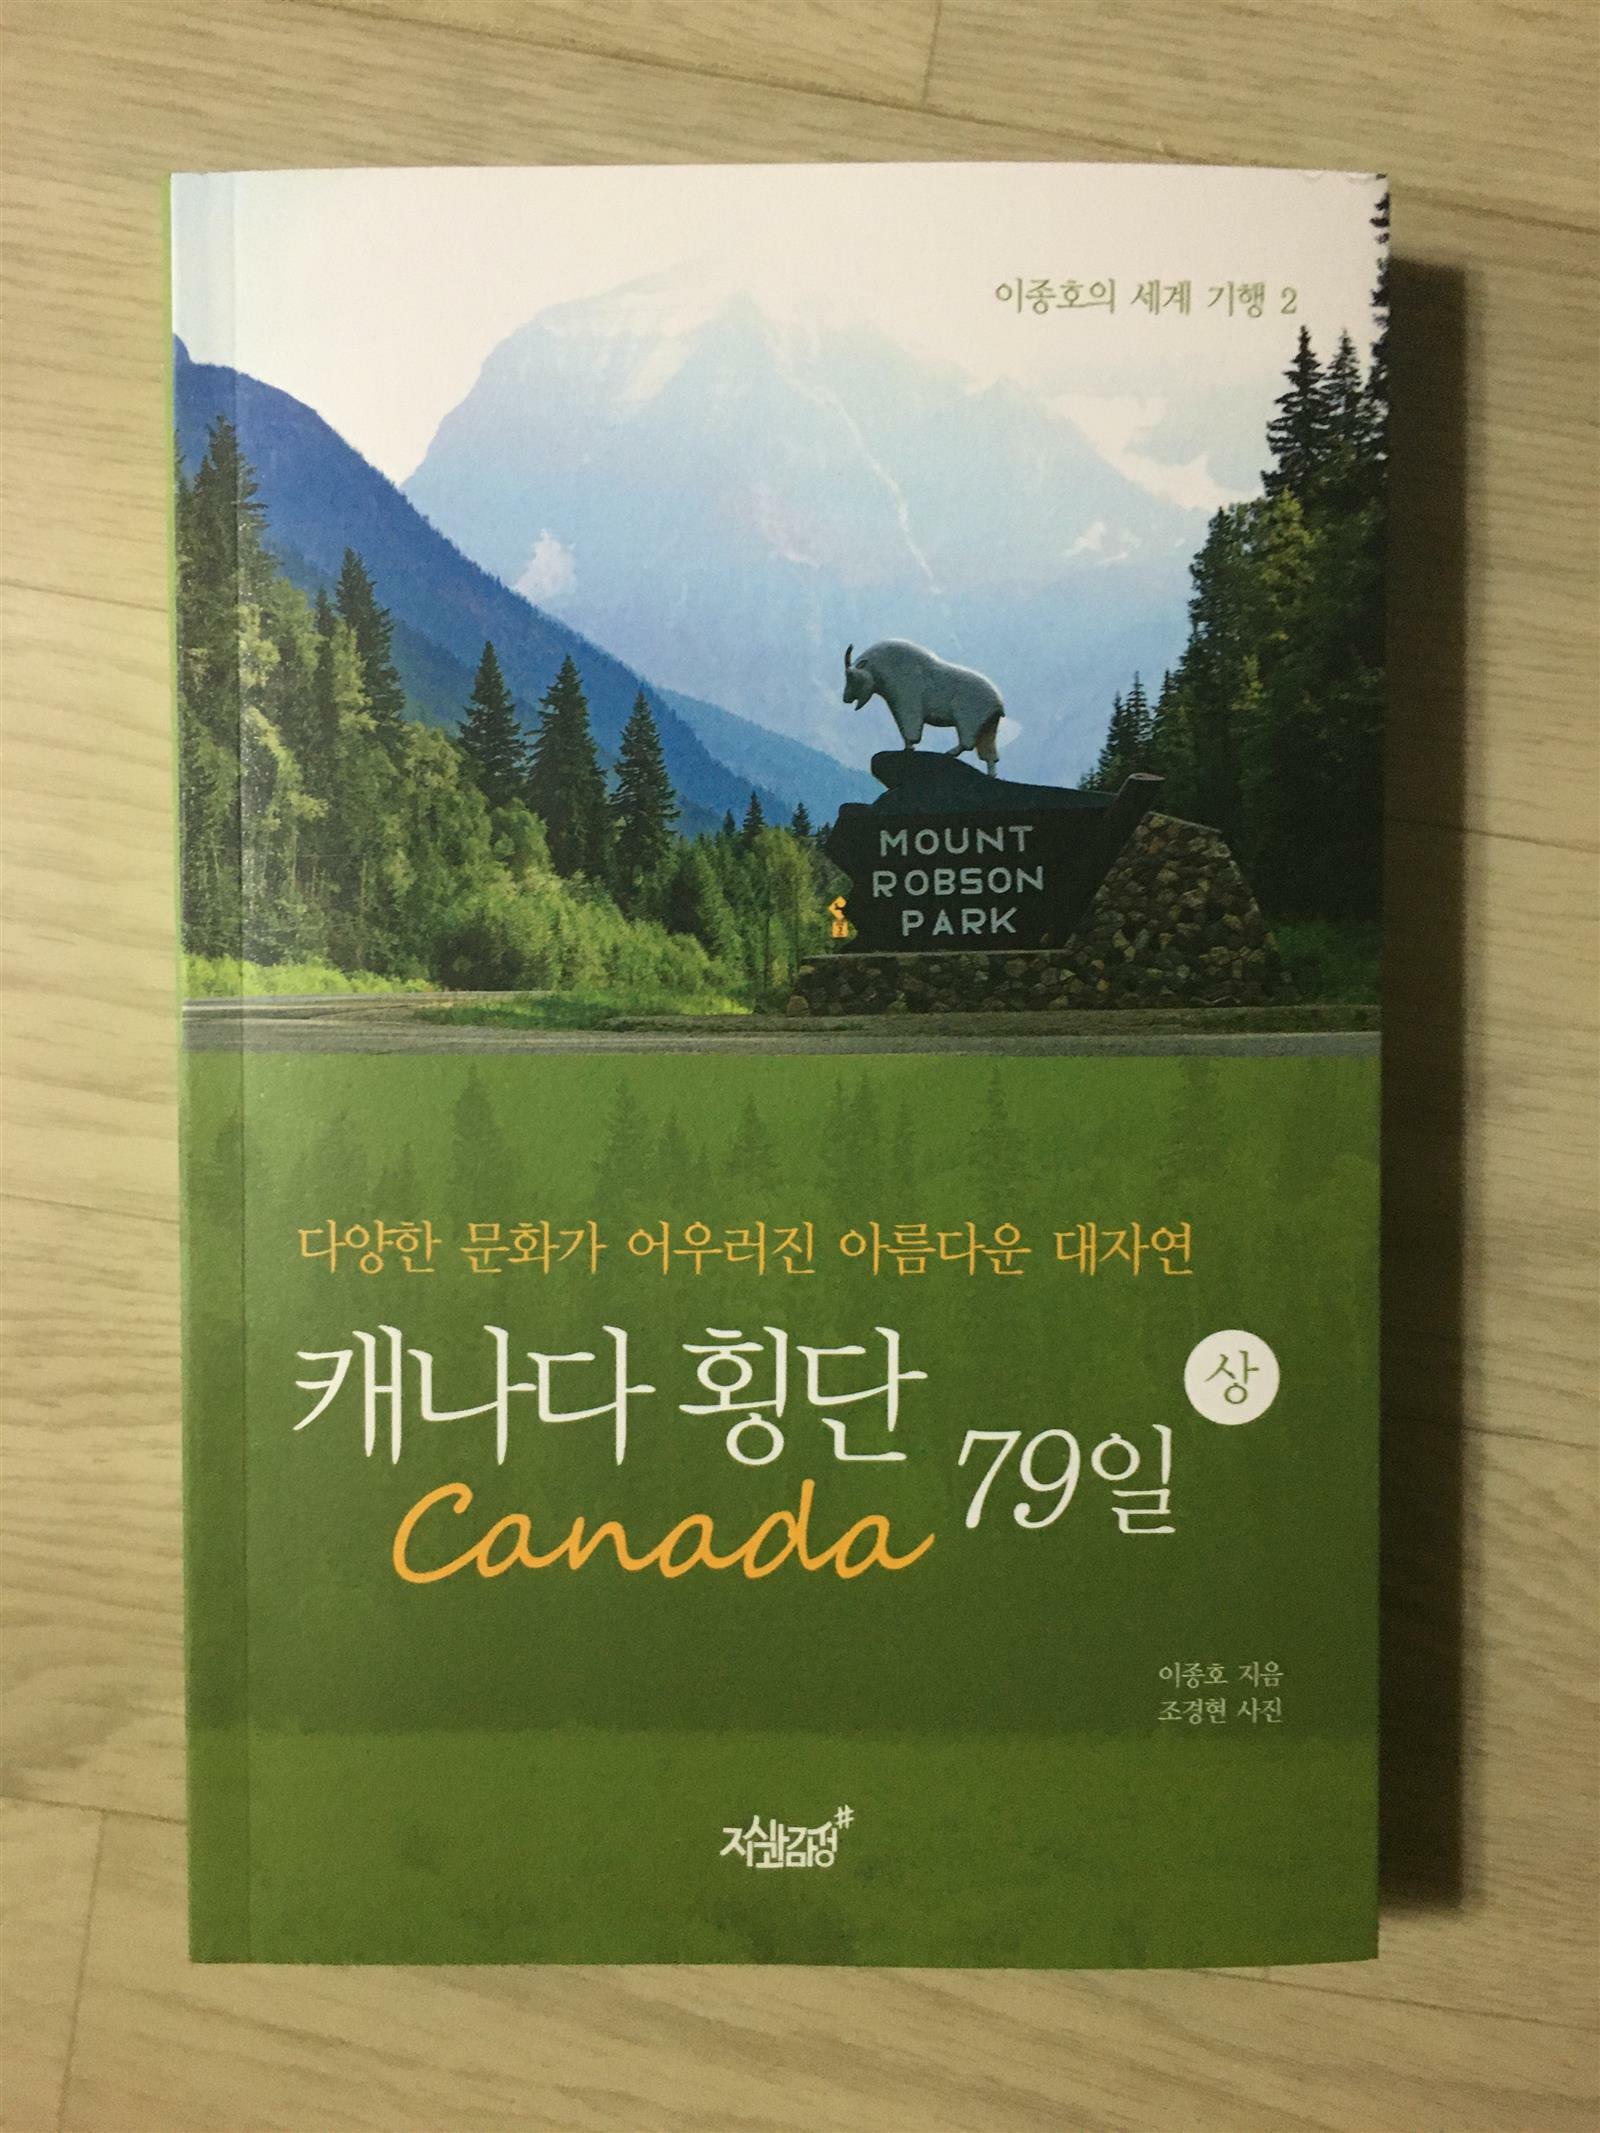 이종호의 세계 기행 2
MOUNT
ROBSON
PARK
다양한 문화가 어우러진 아름다운 대자연
캐나다 횡단
79일
상
Canada
이종호 지음
조경현 사진
지식과감성#